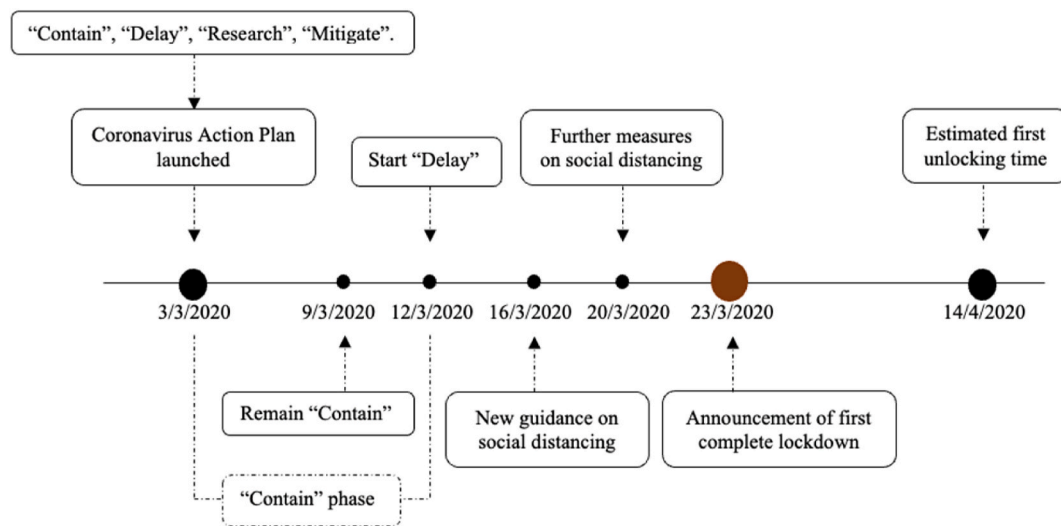 “Contain”, “Delay”, “Research”, “Mitigate”.
Coronavirus Action Plan
launched
Start “Delay”
Further measures
on social distancing
Estimated first
unlocking time
3/3/2020
9/3/2020
12/3/2020
16/3/2020
20/3/2020
23/3/2020
14/4/2020
Remain “Contain”
New guidance on
social distancing
Announcement of first
complete lockdown
“Contain” phase